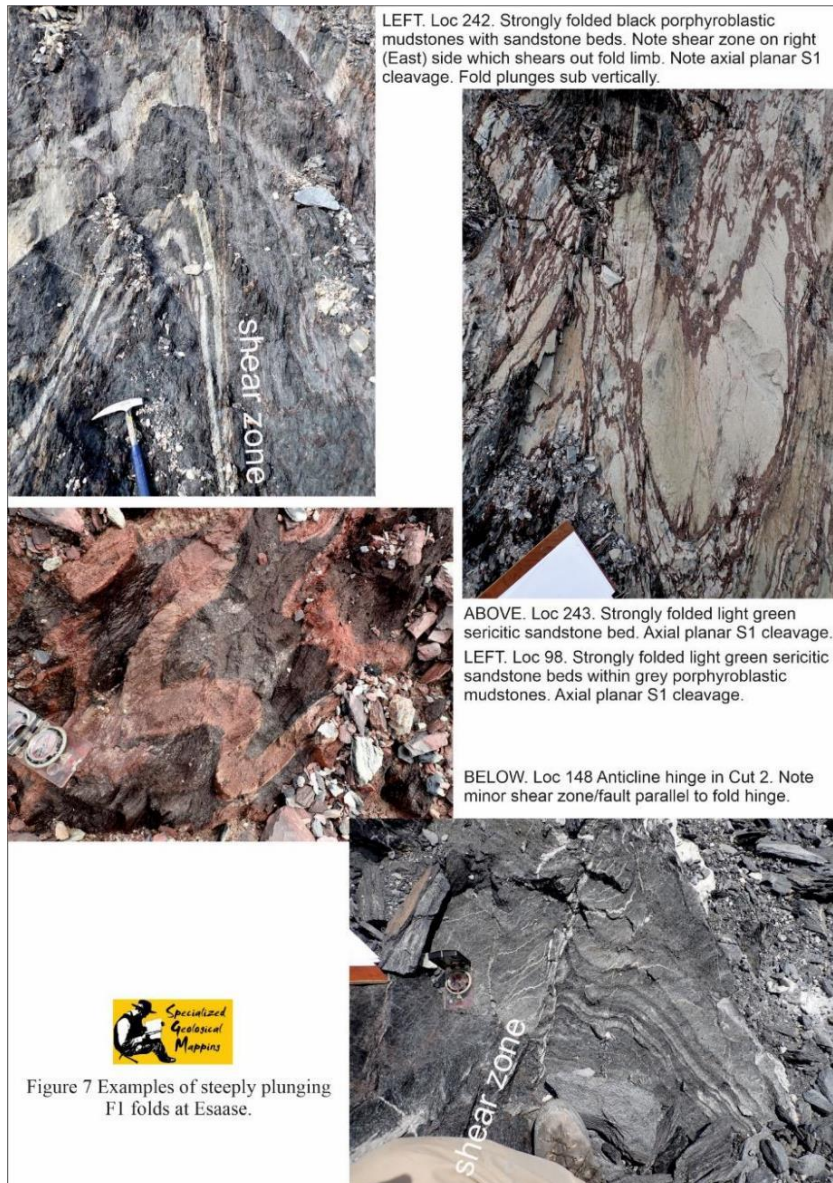 LEFT. Loc 242. Strongly folded black porphyroblastic
mudstones with sandstone beds. Note shear zone on right
(East) side which shears out fold limb. Note axial planar S1
cleavage. Fold plunges sub vertically.
shear zone
ABOVE. Loc 243. Strongly folded light green
sericitic sandstone bed. Axial planar S1 cleavage.
LEFT. Loc 98. Strongly folded light green sericitic
sandstone beds within grey porphyroblastic
mudstones. Axial planar S1 cleavage.
BELOW. Loc 148 Anticline hinge in Cut 2. Note
minor shear zone/fault parallel to fold hinge.
shear zone
Specialized
Geological
Mapping
Figure 7 Examples of steeply plunging
F1 folds at Esaase.